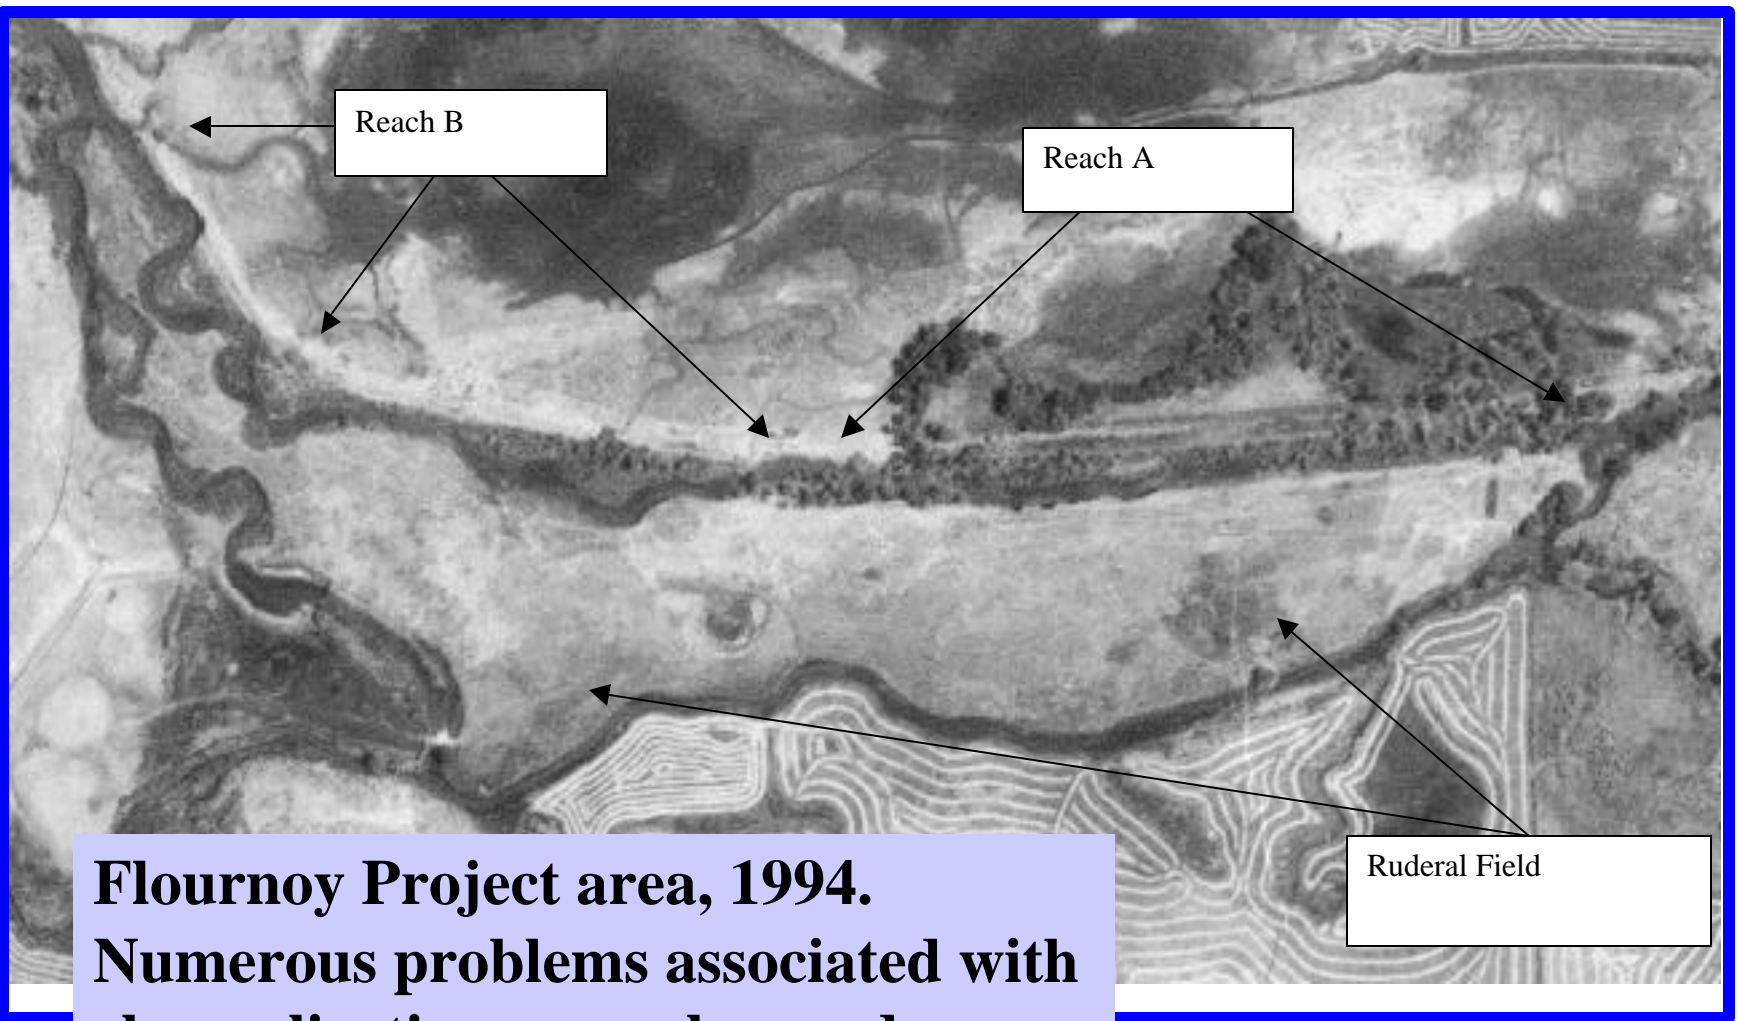 Reach B
Reach A
Ruderal Field
Flournoy Project area, 1994.
Numerous problems associated with